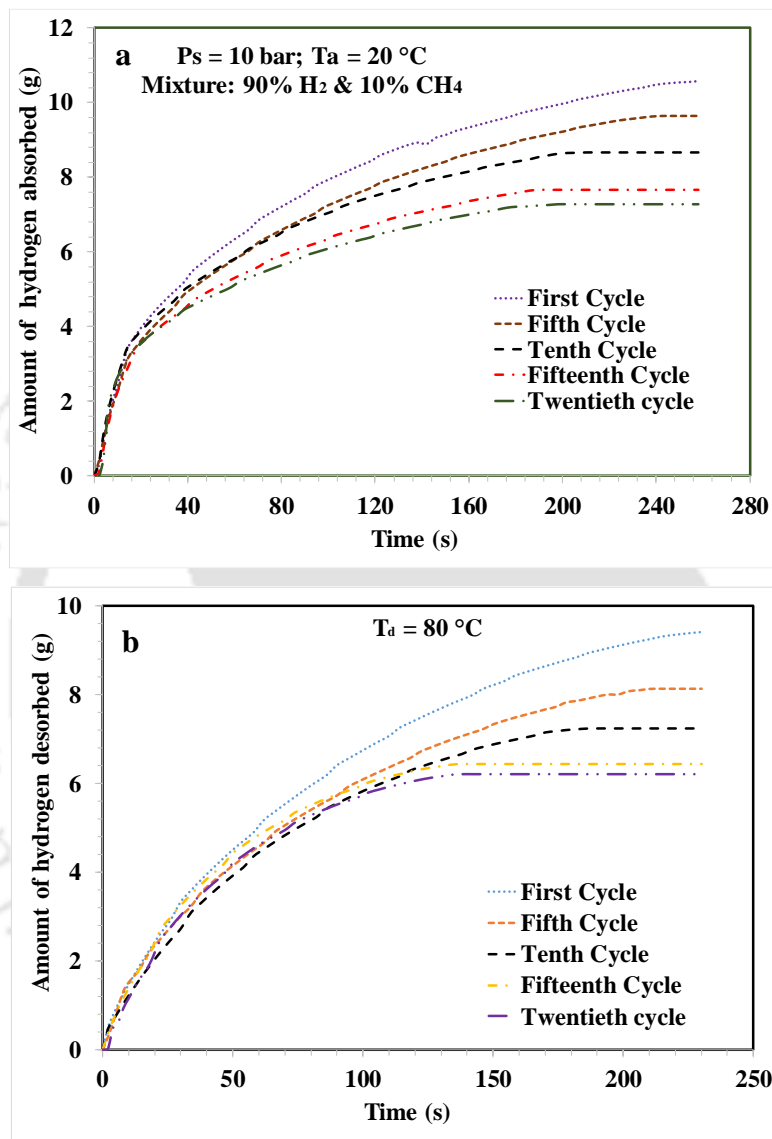 a
Ps = 10 bar; Ta = 20 °C
Mixture: 90% H₂ & 10% CH₄
Amount of hydrogen absorbed (g)
12
10
8
6
4
2
0
First Cycle
Fifth Cycle
Tenth Cycle
Fifteenth Cycle
Twentieth cycle
0 40 80 120 160 200 240 280
Time (s)
b
T_d = 80 °C
Amount of hydrogen desorbed (g)
10
8
6
4
2
0
First Cycle
Fifth Cycle
Tenth Cycle
Fifteenth Cycle
Twentieth cycle
0 50 100 150 200 250
Time (s)